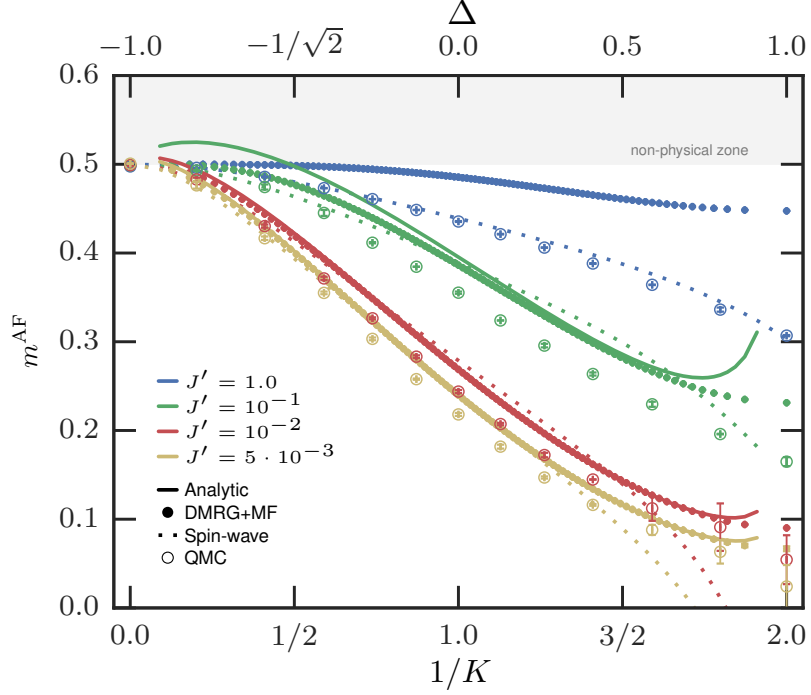 Δ
−1.0 −1/√2 0.0 0.5 1.0
0.6
non-physical zone
0.5
0.4
m^AF
0.3
J′ = 1.0
J′ = 10⁻¹
0.2
J′ = 10⁻²
J′ = 5 · 10⁻³
Analytic
0.1
DMRG+MF
Spin-wave
QMC
0.0
0.0 1/2 1.0 3/2 2.0
1/K